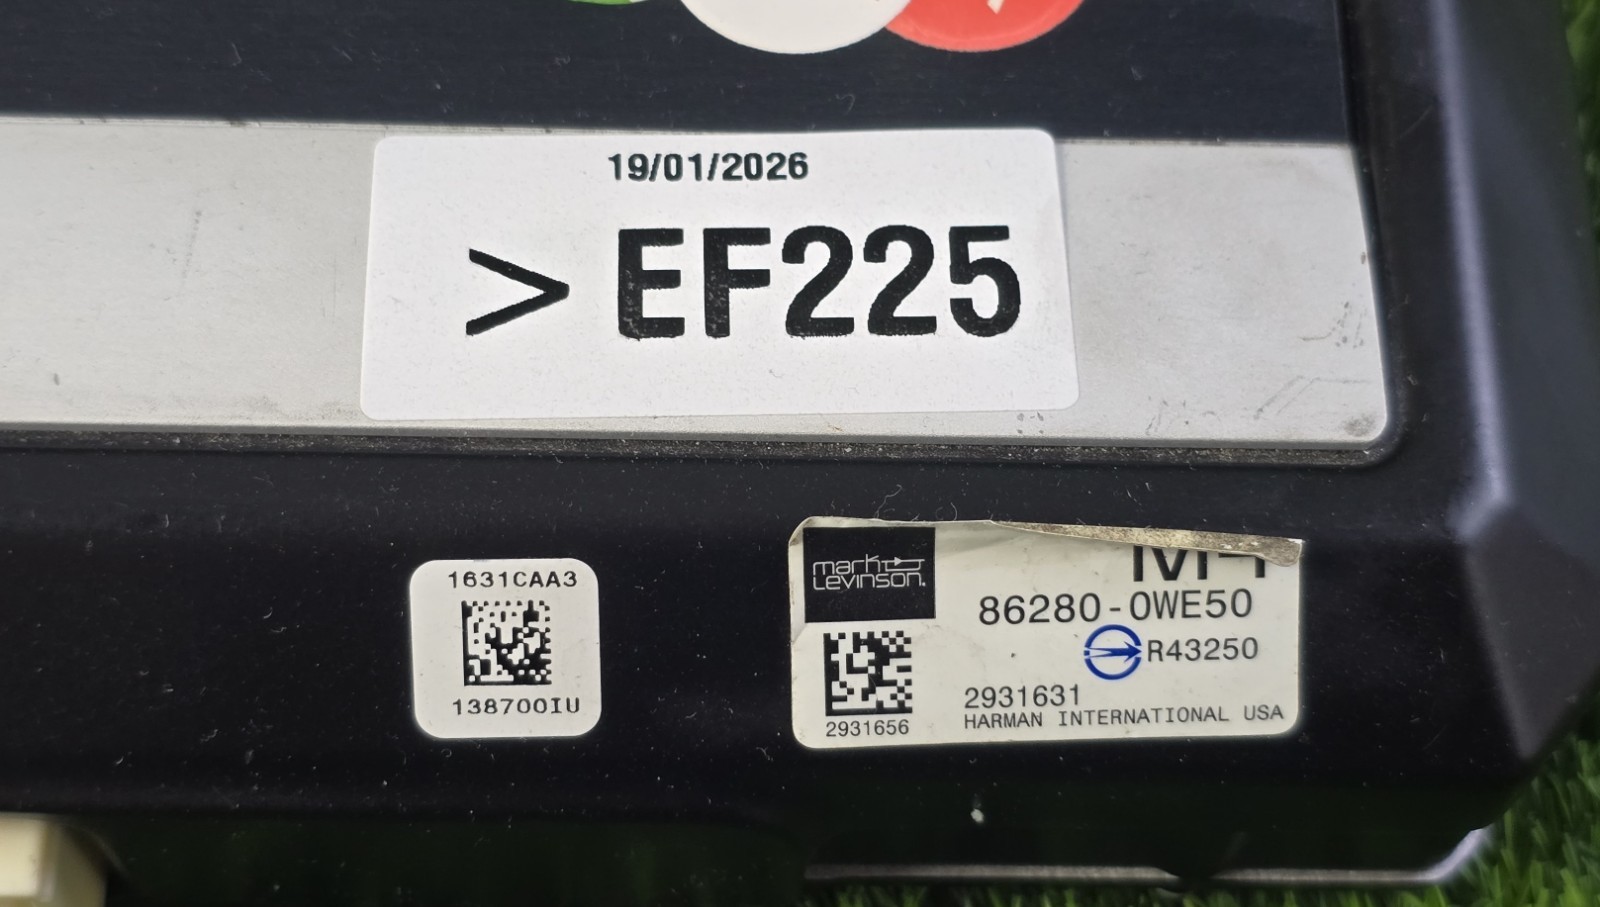 19/01/2026
> EF225
1631CAA3
138700IU
mark
Levinson.
86280-0WE50
R43250
2931656
2931631
HARMAN INTERNATIONAL USA